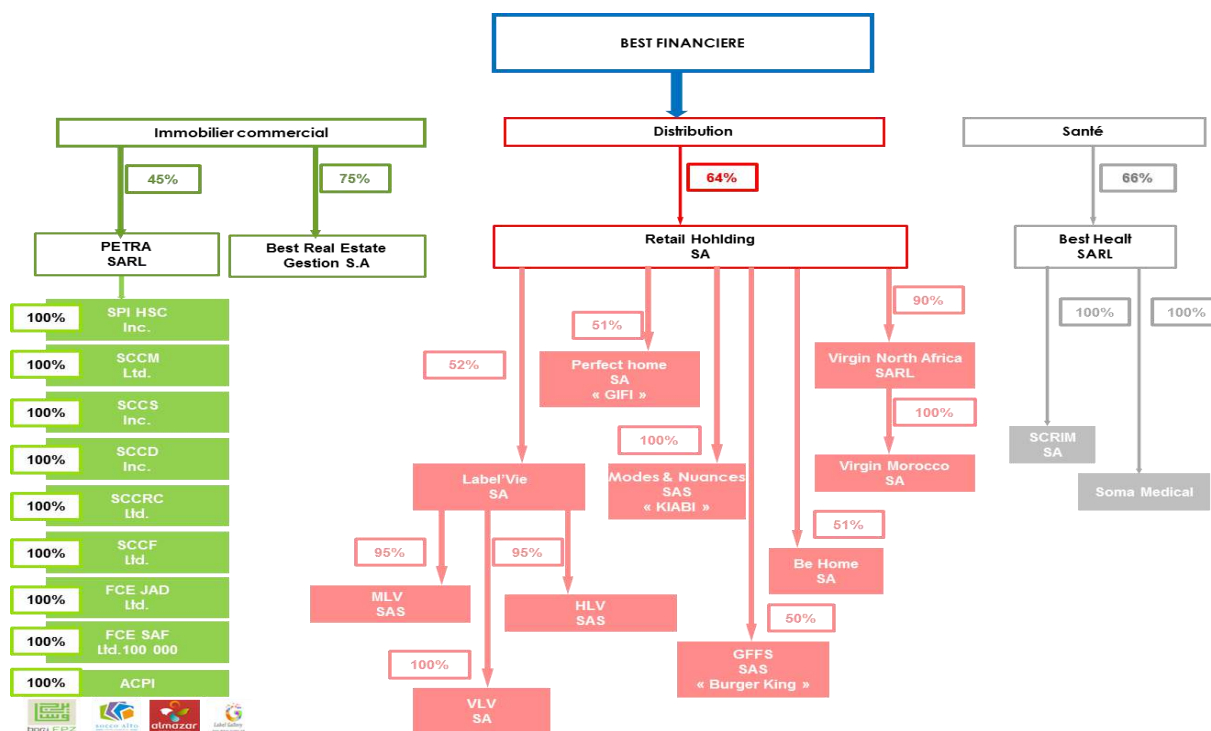 BEST FINANCIERE
Immobilier commercial
Distribution
Santé
45%
75%
64%
66%
PETRA
SARL
Best Real Estate
Gestion S.A
Retail Hohlding
SA
Best Healt
SARL
100%
SPI HSC
Inc.
100%
SCCM
Ltd.
100%
SCCS
Inc.
100%
SCCD
Inc.
100%
SCCRC
Ltd.
100%
SCCF
Ltd.
100%
FCE JAD
Ltd.
100%
FCE SAF
Ltd.100 000
100%
ACPI
52%
51%
90%
100%
100%
Perfect home
SA
« GIFI »
Virgin North Africa
SARL
100%
100%
Label'Vie
SA
Modes & Nuances
SAS
« KIABI »
Virgin Morocco
SA
SCRIM
SA
Soma Medical
95%
95%
51%
MLV
SAS
HLV
SAS
Be Home
SA
50%
100%
GFFS
SAS
« Burger King »
VLV
SA
almazar
Label Gallery